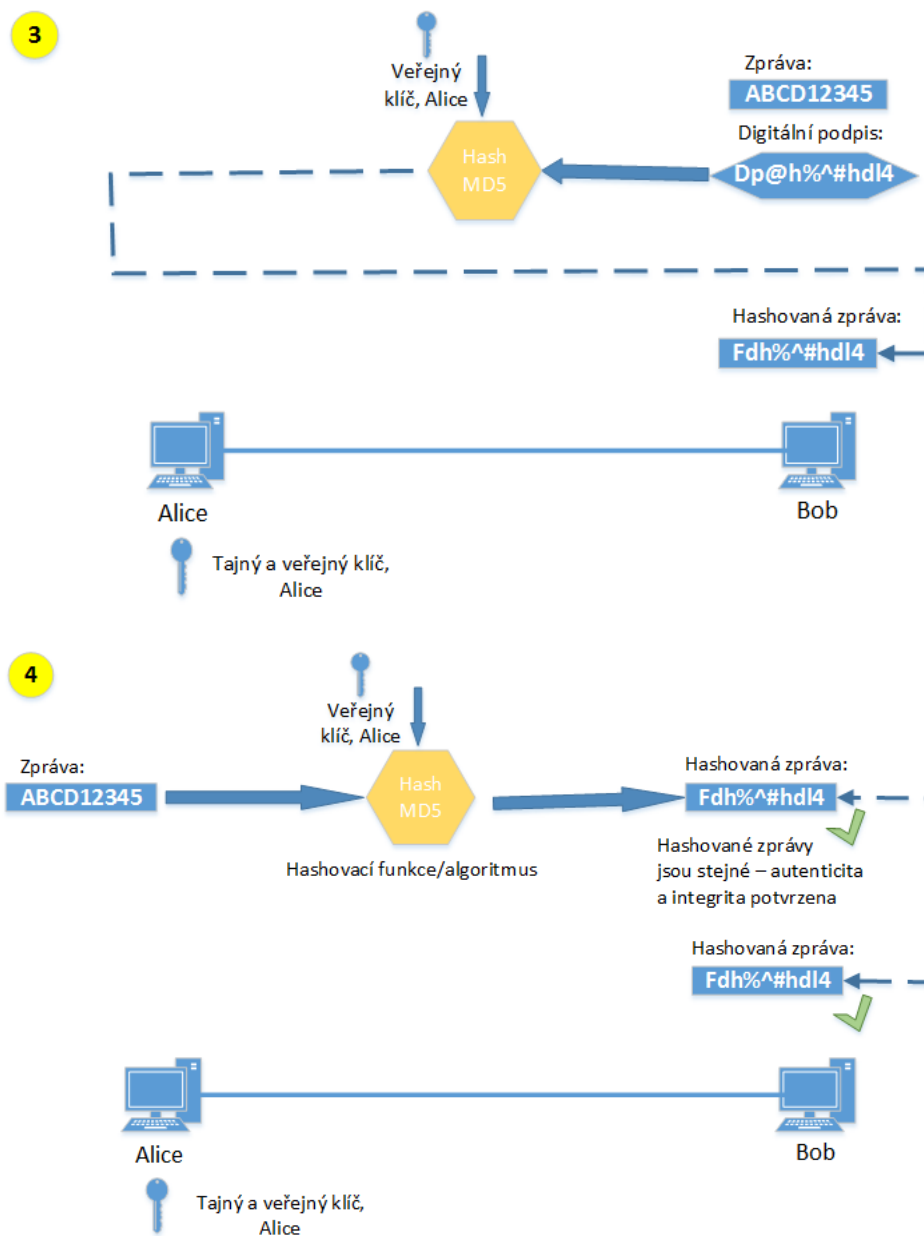 3
Veřejný
klíč, Alice
Zpráva:
ABCD12345
Digitální podpis:
Hash
MD5
Dp@h%^#hdl4
Hashovaná zpráva:
Fdh%^#hdl4
Alice
Bob
Tajný a veřejný klíč,
Alice
4
Veřejný
klíč, Alice
Zpráva:
ABCD12345
Hash
MD5
Hashovací funkce/algoritmus
Hashovaná zpráva:
Fdh%^#hdl4
Hashované zprávy
jsou stejné – autenticita
a integrita potvrzena
Hashovaná zpráva:
Fdh%^#hdl4
Alice
Bob
Tajný a veřejný klíč,
Alice